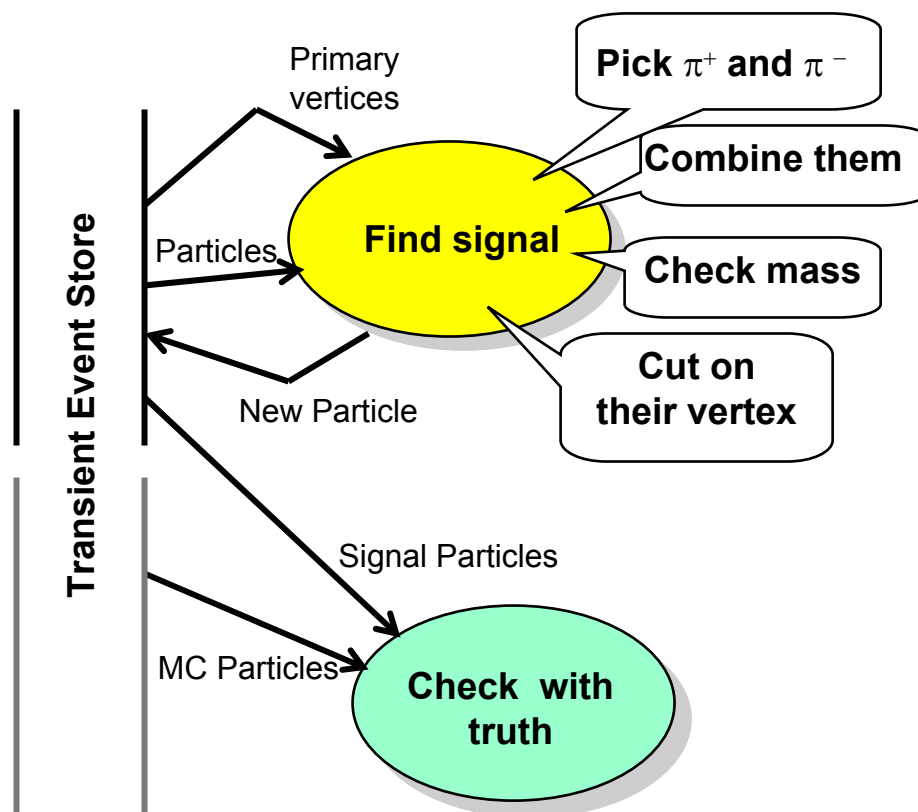 Primary
vertices
Pick π⁺ and π⁻
Combine them
Find signal
Particles
Check mass
Cut on
their vertex
New Particle
Transient Event Store
Signal Particles
MC Particles
Check with
truth